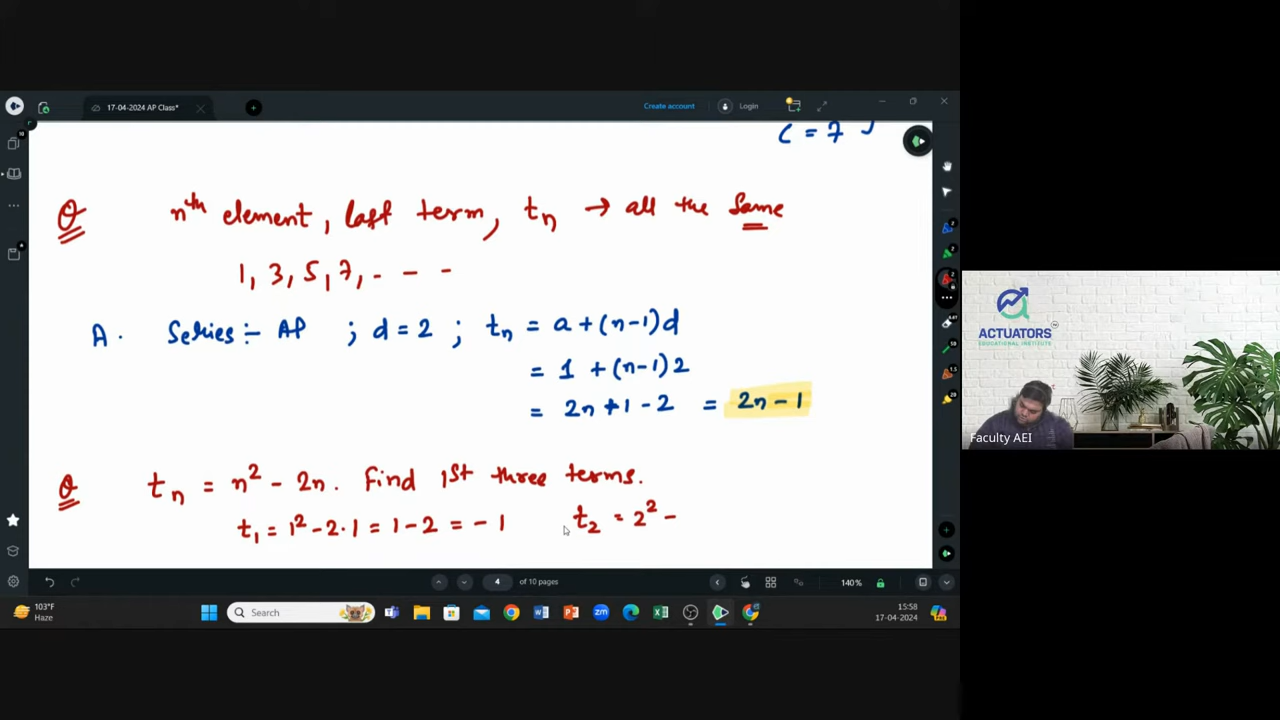 17-04-2024 AP Class*
Create account
Login
C = 7
Q nth element, last term, tn → all the same
1, 3, 5, 7, - - -
A. Series:- AP ; d = 2 ; tn = a + (n-1)d
= 1 + (n-1)2
= 2n + 1 - 2 = 2n - 1
Q tn = n² - 2n. Find 1st three terms.
t1 = 1² - 2·1 = 1 - 2 = - 1 t2 = 2² -
4 of 10 pages
140%
103°F
Haze
Search
15:58
17-04-2024
ACTUATORS
EDUCATIONAL INSTITUTE
Faculty AEI